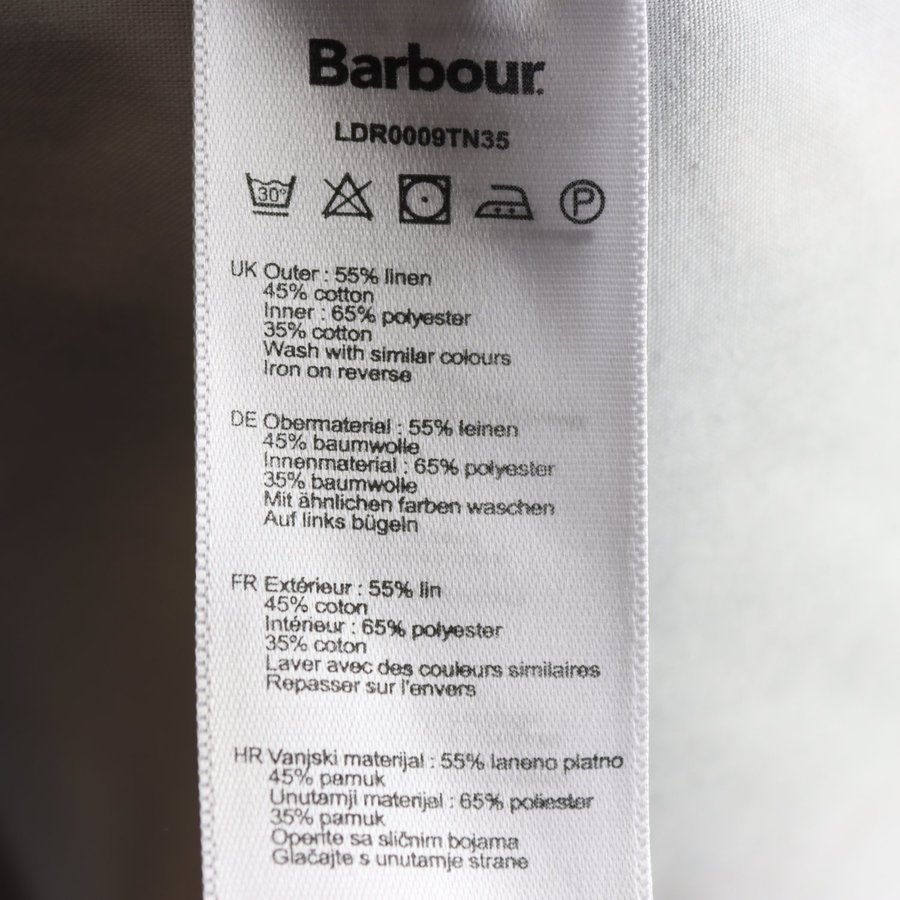 Barbour.
LDR0009TN35
30° P
UK Outer : 55% linen
45% cotton
Inner : 65% polyester
35% cotton
Wash with similar colours
Iron on reverse
DE Obermaterial : 55% leinen
45% baumwolle
Innenmaterial : 65% polyester
35% baumwolle
Mit ähnlichen farben waschen
Auf links bügeln
FR Extérieur : 55% lin
45% coton
Intérieur : 65% polyester
35% coton
Laver avec des couleurs similaires
Repasser sur l'envers
HR Vanjski materijal : 55% laneno platno
45% pamuk
Unutarnji materijal : 65% poliester
35% pamuk
Operite sa sličnim bojama
Glačajte s unutarnje strane